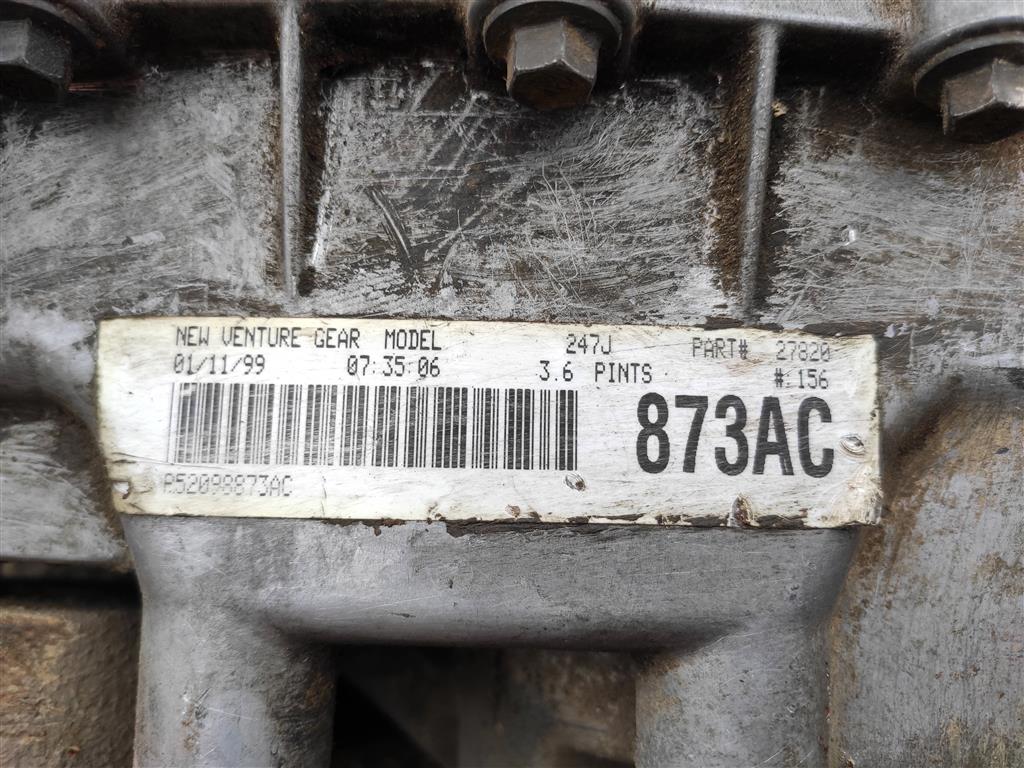 NEW VENTURE GEAR MODEL 247J PART# 27820
01/11/99 07:35:06 3.6 PINTS #:156
873AC
P52098873AC